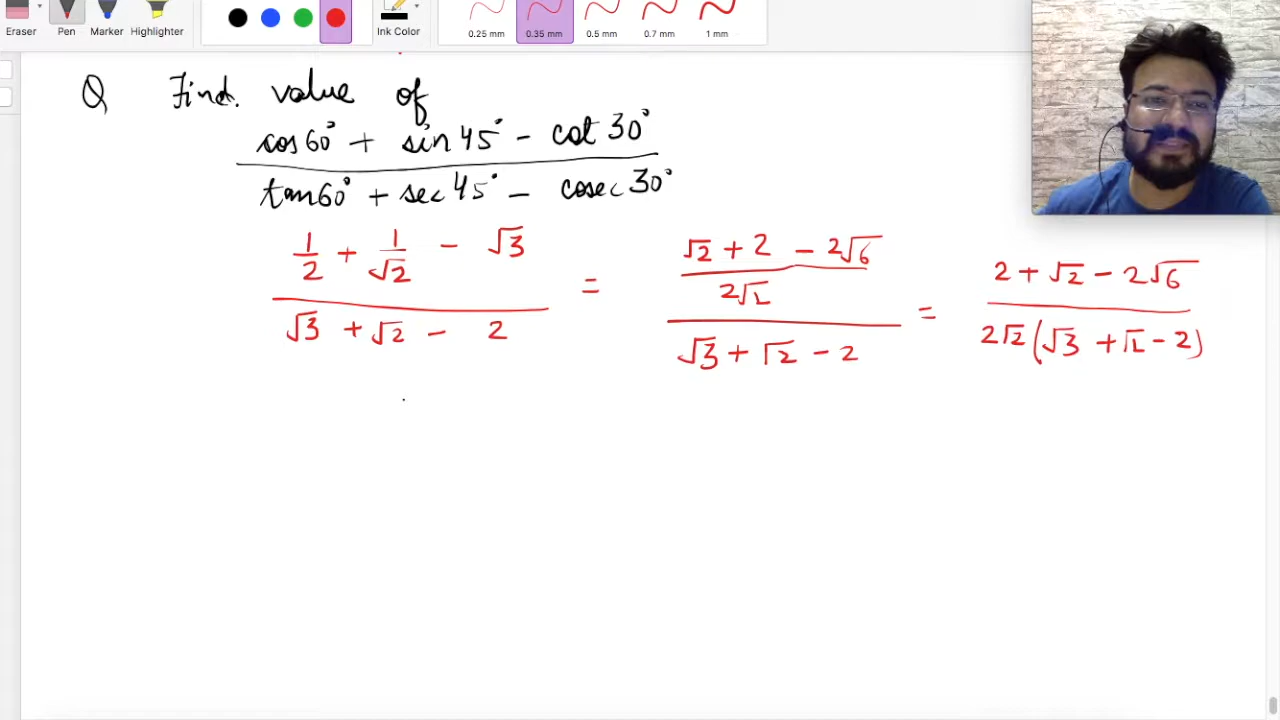 Eraser Pen Marker Highlighter Ink Color 0.25 mm 0.35 mm 0.5 mm 0.7 mm 1 mm
Q Find. value of
cos 60° + sin 45° - cot 30°
tan 60° + sec 45° - cosec 30°
1/2 + 1/√2 - √3
√3 + √2 - 2
=
√2 + 2 - 2√6
2√2
√3 + √2 - 2
=
2 + √2 - 2√6
2√2 (√3 + √2 - 2)